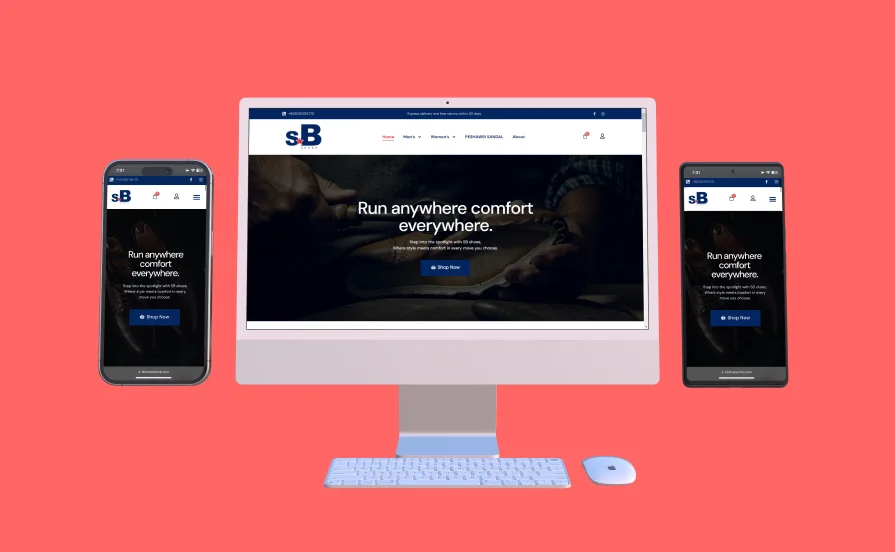 Express delivery and free returns within 30 days
sB
SHOES
Home
Men's
Women's
PESHAWRI SANDAL
About
Run anywhere comfort
everywhere.
Step into the spotlight with SB shoes,
Where style meets comfort in every move you choose.
Shop Now
7:01
sB
Run anywhere
comfort
everywhere.
Step into the spotlight with SB shoes,
Where style meets comfort in every
move you choose.
Shop Now
7:01
sB
Run anywhere
comfort
everywhere.
Step into the spotlight with SB shoes,
Where style meets comfort in every
move you choose.
Shop Now